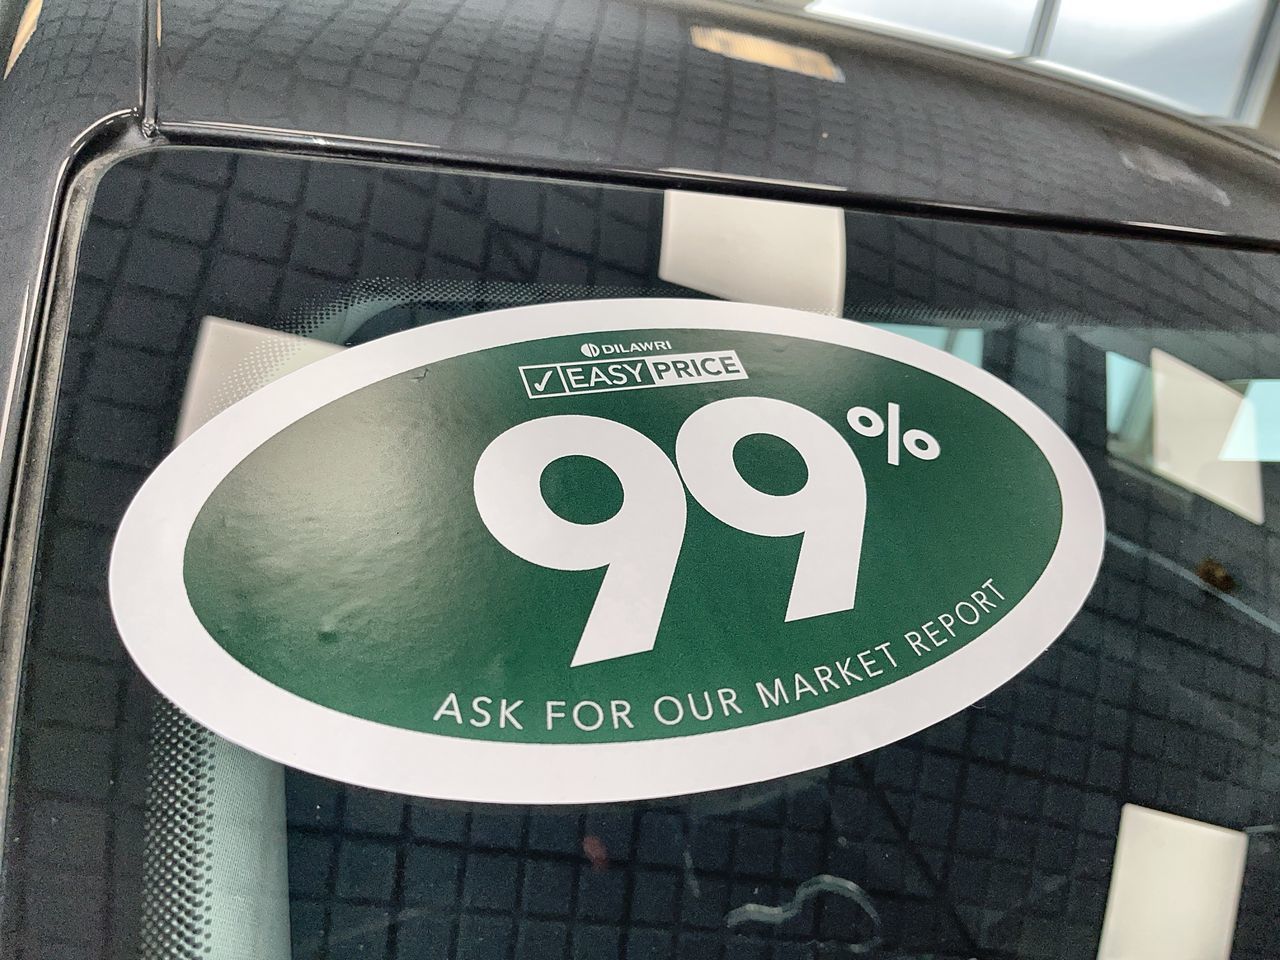 DILAWRI
✓ EASY PRICE
99%
ASK FOR OUR MARKET REPORT